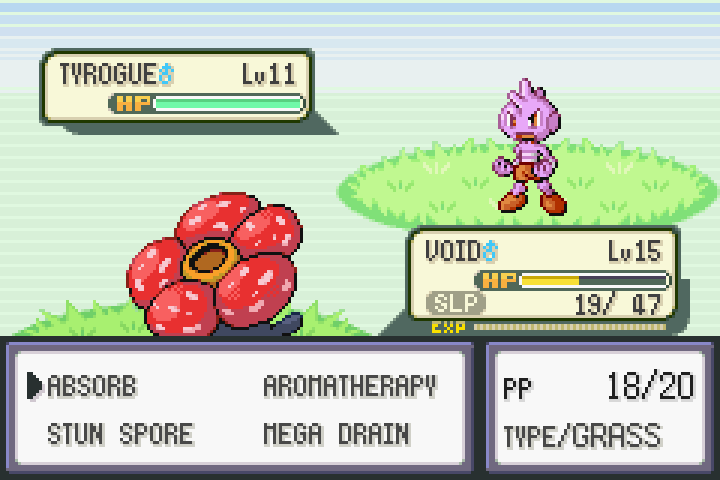 TYROGUE♂ Lv11
HP
VOID♂ Lv15
HP
SLP 19/ 47
EXP
ABSORB AROMATHERAPY
STUN SPORE MEGA DRAIN
PP 18/20
TYPE/GRASS